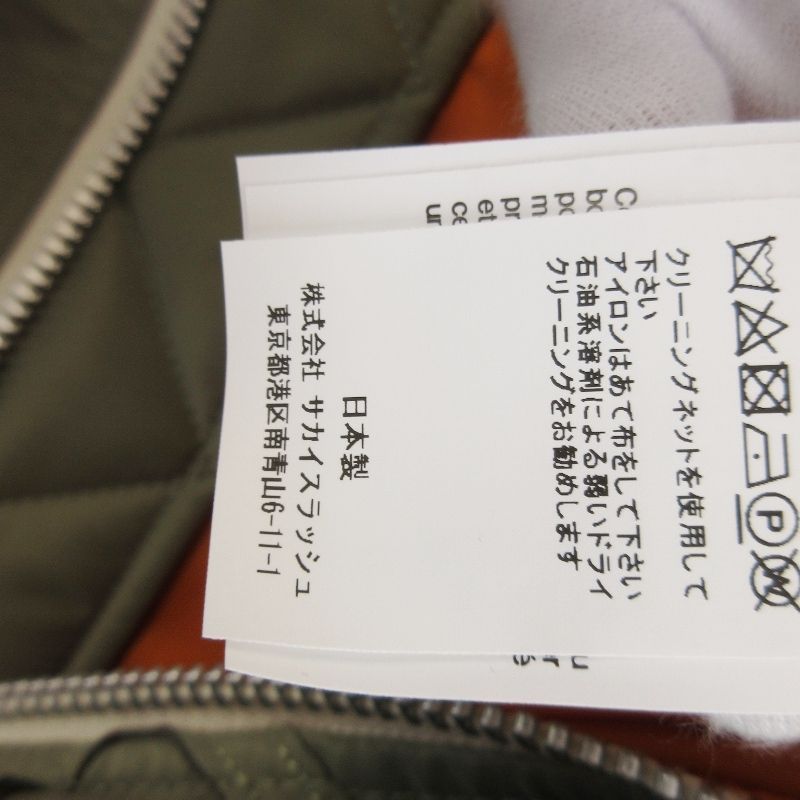 クリーニングネットを使用して
下さい
アイロンはあて布をして下さい
石油系溶剤による弱いドライ
クリーニングをお勧めします
日本製
株式会社 サカイスラッシュ
東京都港区南青山6-11-1
P
W
et
ce